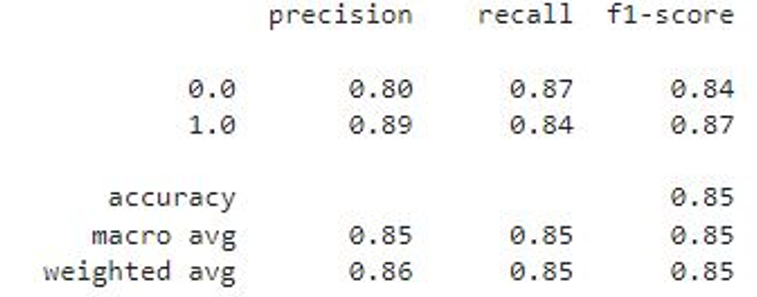 precision recall f1-score
0.0 0.80 0.87 0.84
1.0 0.89 0.84 0.87
accuracy 0.85
macro avg 0.85 0.85 0.85
weighted avg 0.86 0.85 0.85